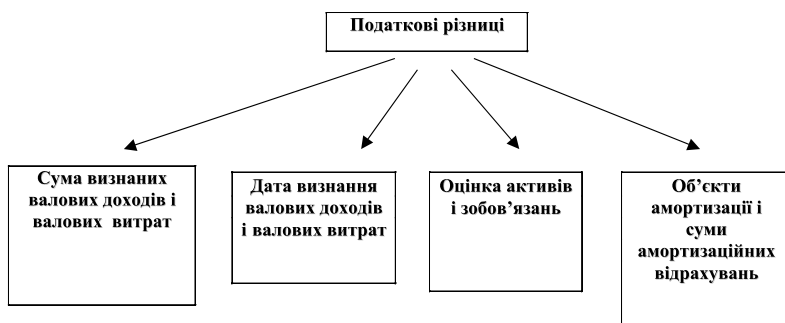 Податкові різниці
Сума визнаних
валових доходів і
валових витрат
Дата визнання
валових доходів
і валових витрат
Оцінка активів
і зобов’язань
Об’єкти
амортизації і
суми
амортизаційних
відрахувань